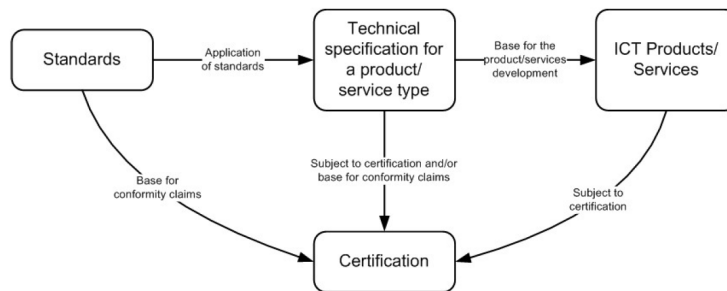 Standards
Application
of standards
Technical
specification for
a product/
service type
Base for the
product/services
development
ICT Products/
Services
Base for
conformity claims
Subject to certification and/or
base for conformity claims
Subject to
certification
Certification